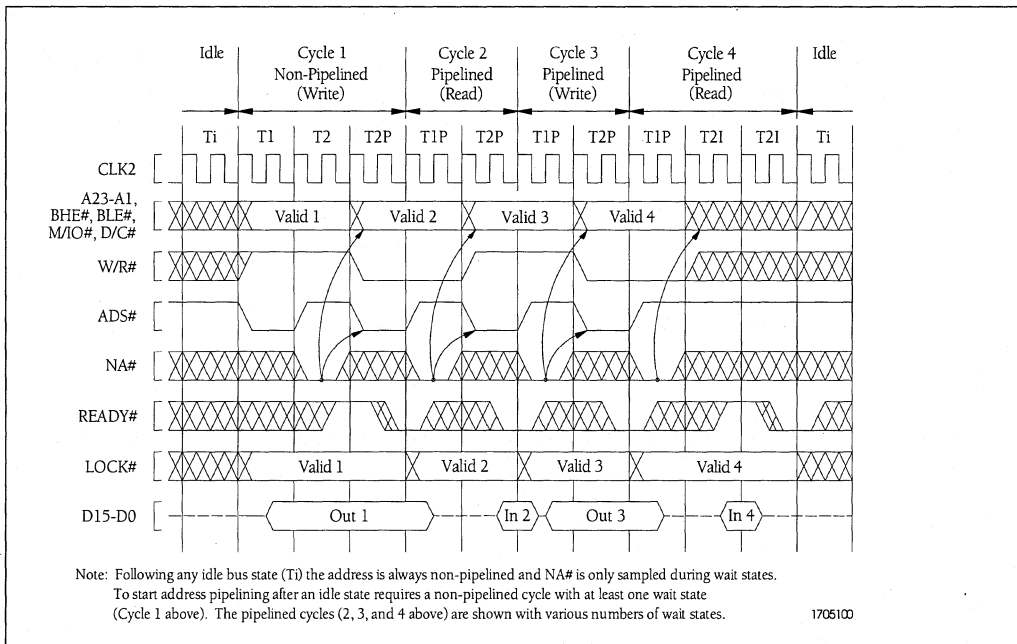 Idle Cycle 1 Cycle 2 Cycle 3 Cycle 4 Idle
Non-Pipelined Pipelined Pipelined Pipelined
(Write) (Read) (Write) (Read)
Ti T1 T2 T2P T1P T2P T1P T2P T1P T2I T2I Ti
CLK2
A23-A1,
BHE#, BLE#,
M/IO#, D/C#
Valid 1 Valid 2 Valid 3 Valid 4
W/R#
ADS#
NA#
READY#
LOCK# Valid 1 Valid 2 Valid 3 Valid 4
D15-D0 Out 1 In 2 Out 3 In 4
Note: Following any idle bus state (Ti) the address is always non-pipelined and NA# is only sampled during wait states.
To start address pipelining after an idle state requires a non-pipelined cycle with at least one wait state
(Cycle 1 above). The pipelined cycles (2, 3, and 4 above) are shown with various numbers of wait states.
1705100